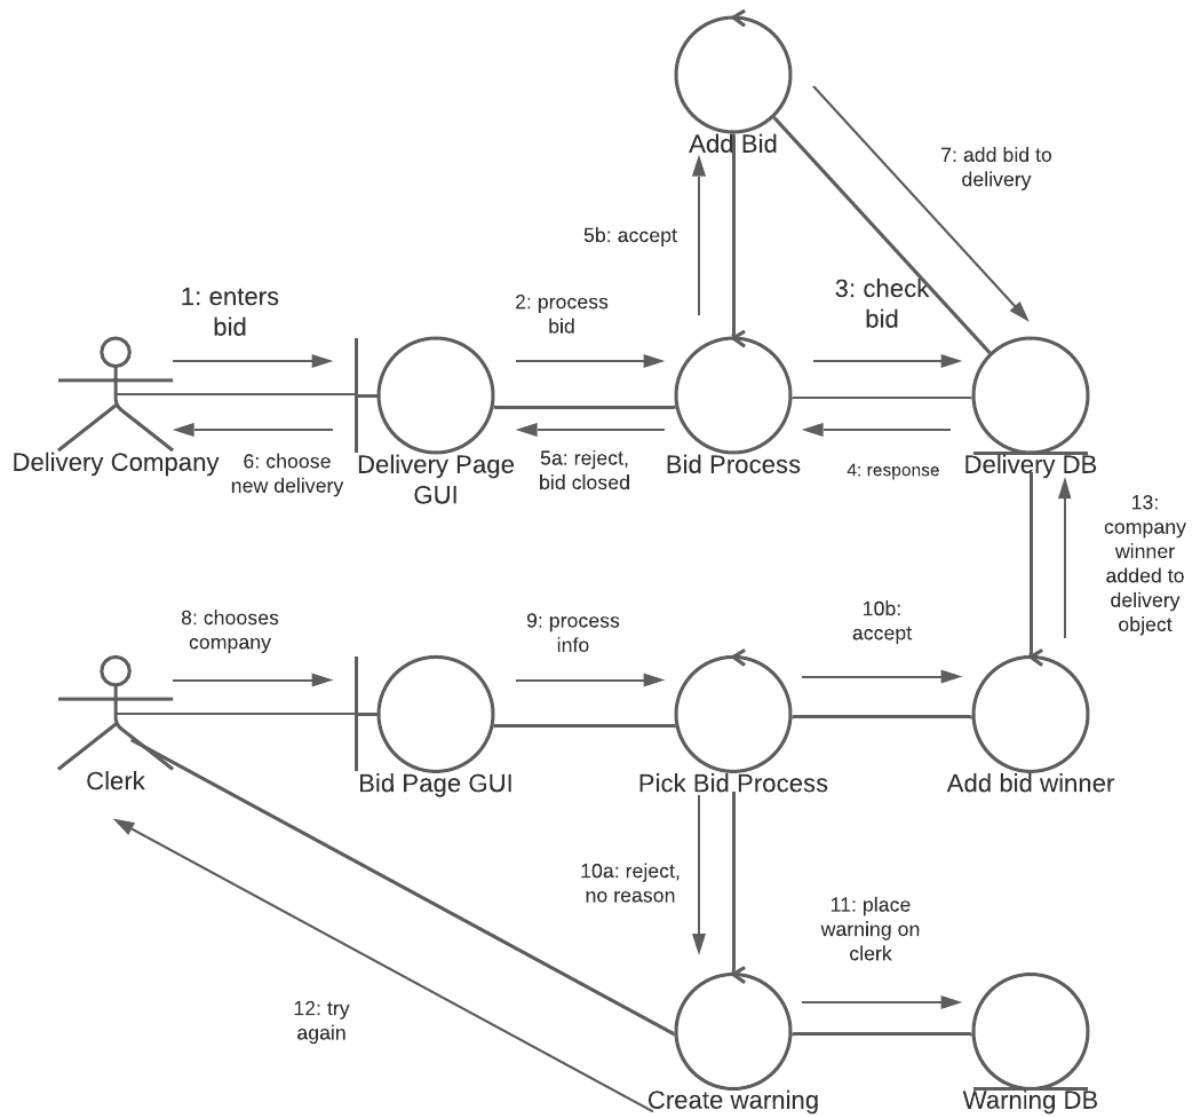 Add Bid
7: add bid to
delivery
5b: accept
1: enters
bid
2: process
bid
3: check
bid
Delivery Company
6: choose
new delivery
Delivery Page
GUI
5a: reject,
bid closed
Bid Process
4: response
Delivery DB
13:
company
winner
added to
delivery
object
8: chooses
company
9: process
info
10b:
accept
Clerk
Bid Page GUI
Pick Bid Process
Add bid winner
10a: reject,
no reason
11: place
warning on
clerk
12: try
again
Create warning
Warning DB